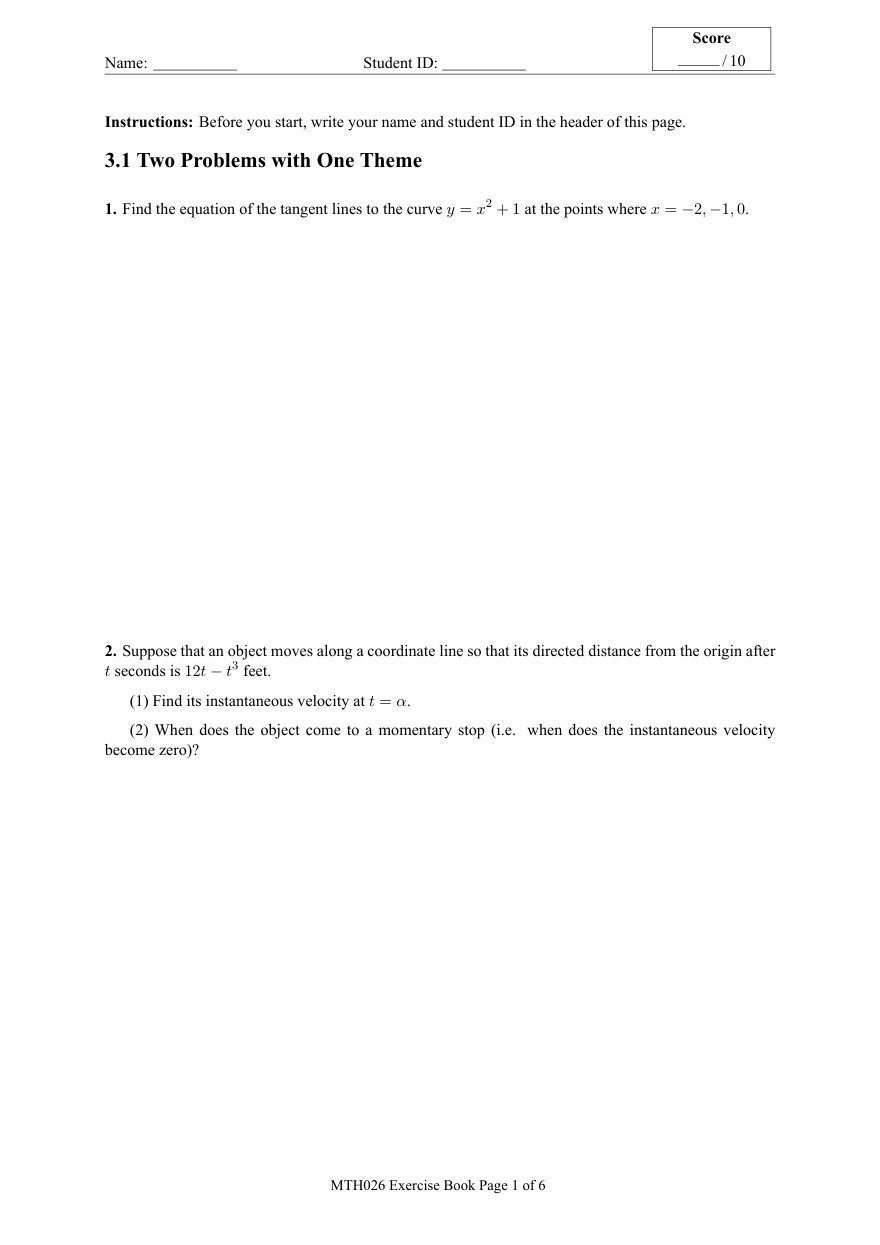 Score
Name: __________ Student ID: __________ _____ / 10
Instructions: Before you start, write your name and student ID in the header of this page.
3.1 Two Problems with One Theme
1. Find the equation of the tangent lines to the curve y = x² + 1 at the points where x = −2, −1, 0.
2. Suppose that an object moves along a coordinate line so that its directed distance from the origin after
t seconds is 12t − t³ feet.
(1) Find its instantaneous velocity at t = α.
(2) When does the object come to a momentary stop (i.e. when does the instantaneous velocity
become zero)?
MTH026 Exercise Book Page 1 of 6